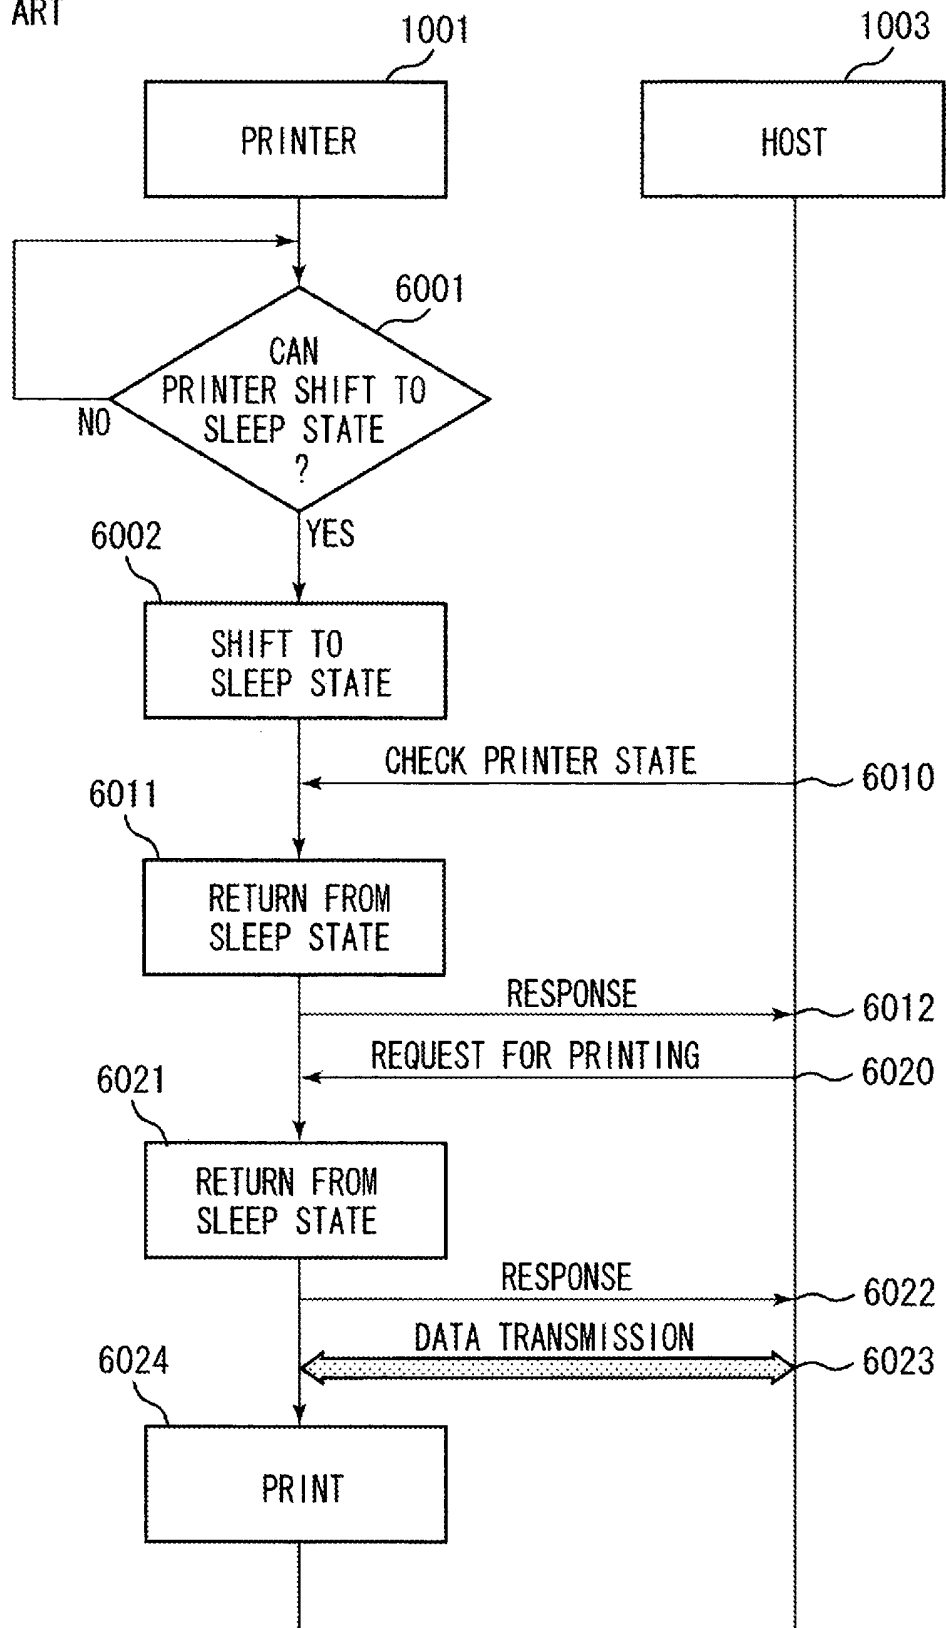 ART
1001
1003
PRINTER
HOST
6001
CAN
PRINTER SHIFT TO
SLEEP STATE
?
NO
YES
6002
SHIFT TO
SLEEP STATE
CHECK PRINTER STATE
6010
6011
RETURN FROM
SLEEP STATE
RESPONSE
6012
REQUEST FOR PRINTING
6020
6021
RETURN FROM
SLEEP STATE
RESPONSE
6022
DATA TRANSMISSION
6023
6024
PRINT